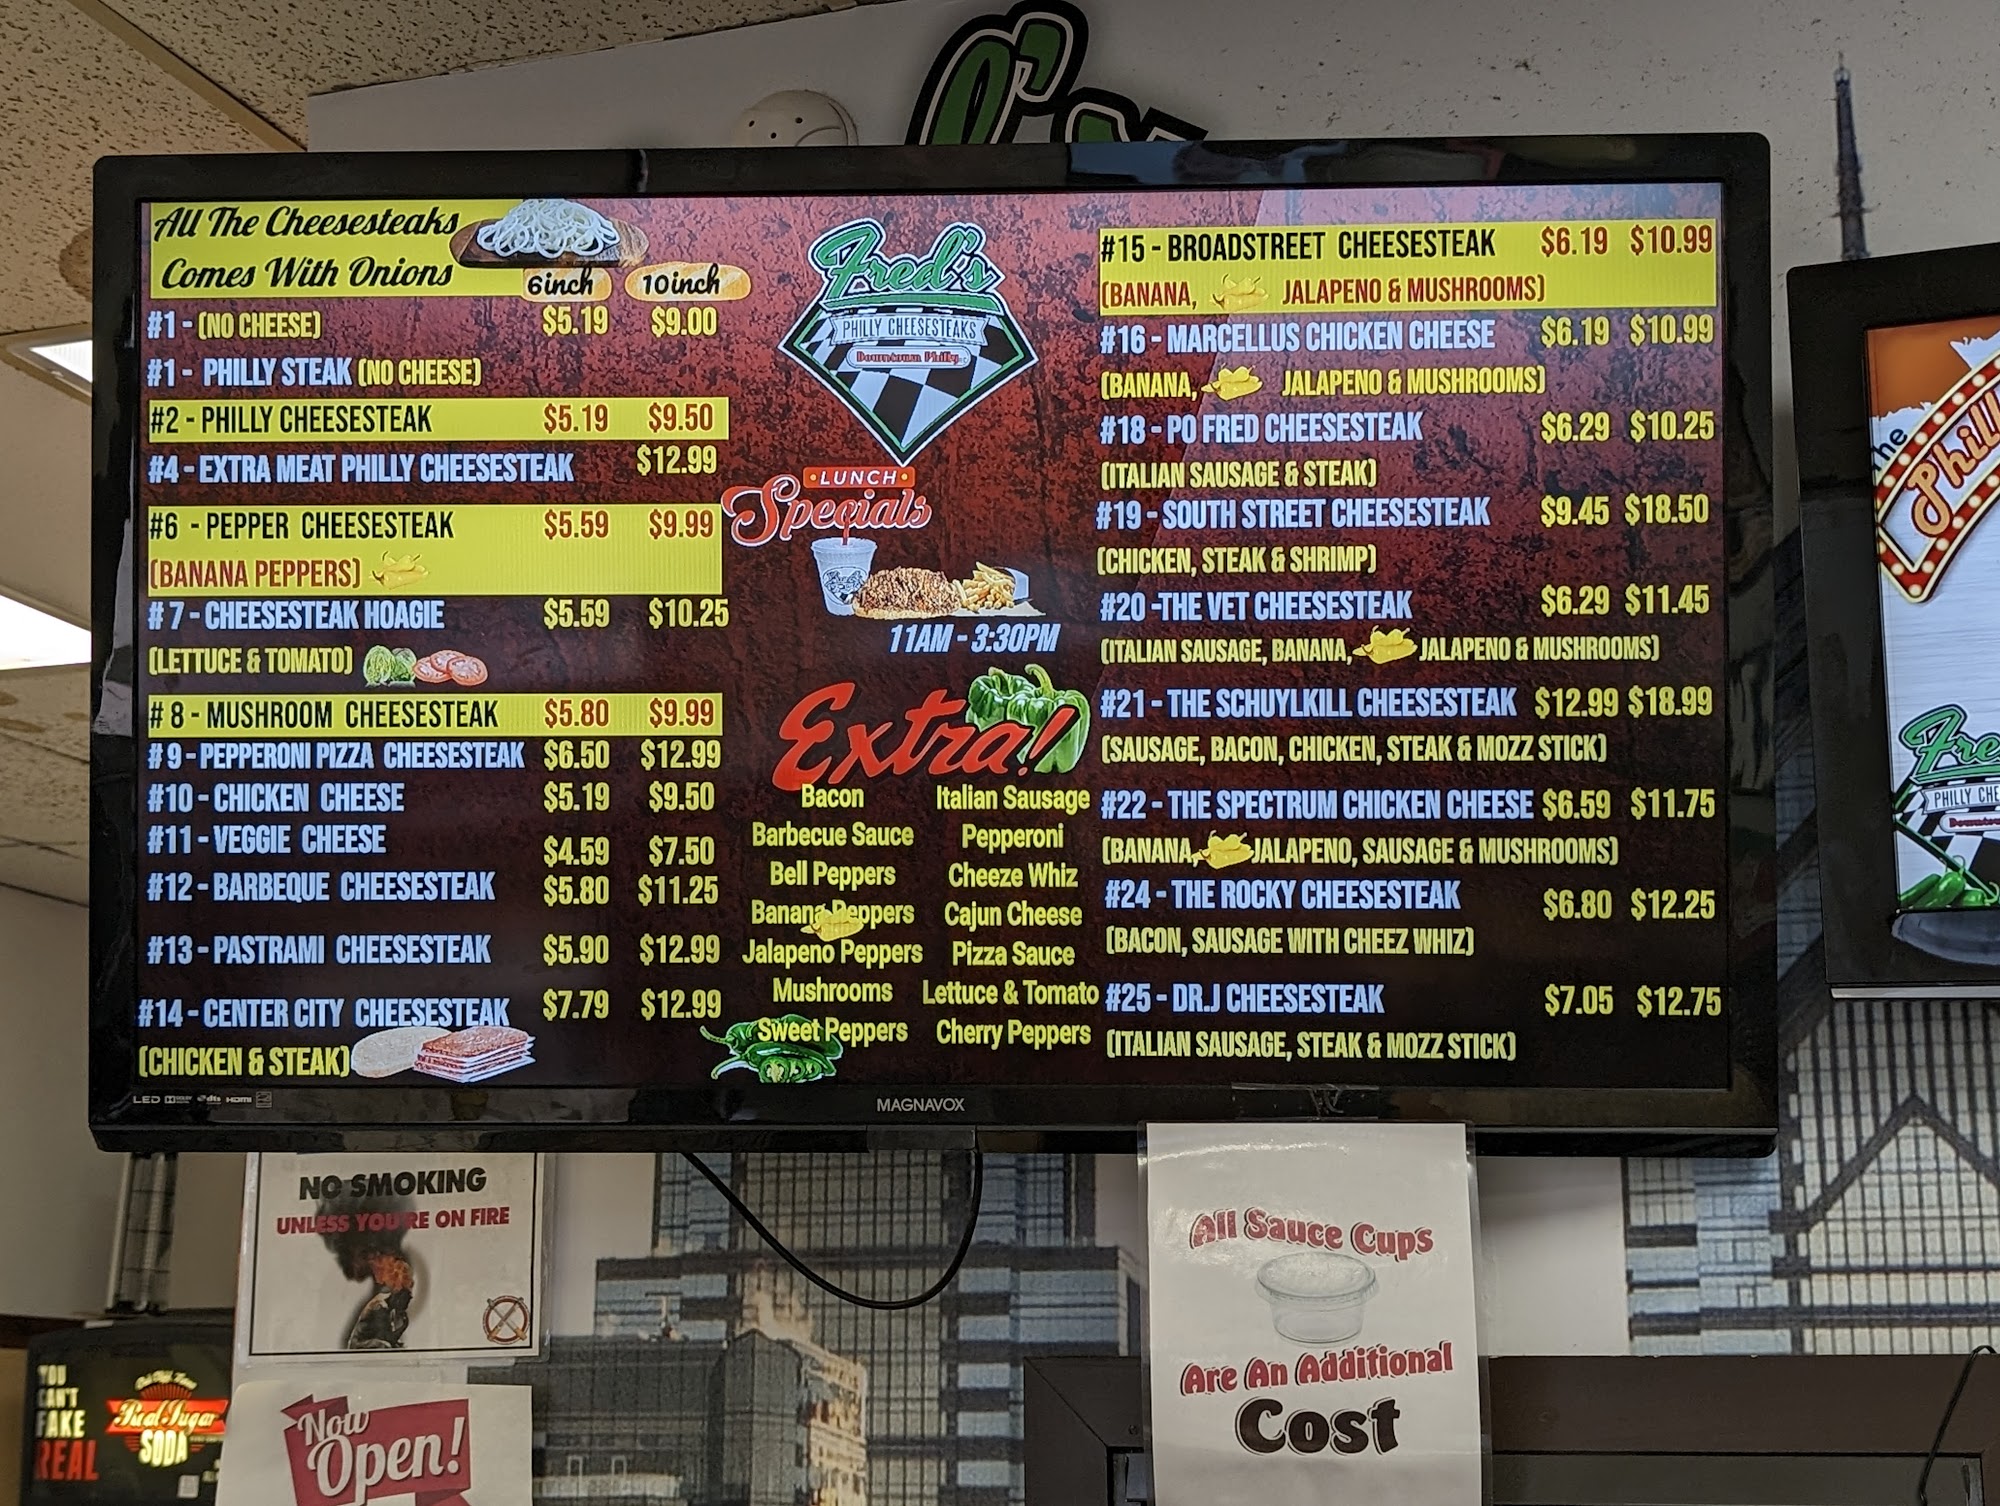 All The Cheesesteaks
Comes With Onions
6inch 10inch
#1 - (NO CHEESE) $5.19 $9.00
#1 - PHILLY STEAK (NO CHEESE)
#2 - PHILLY CHEESESTEAK $5.19 $9.50
#4 - EXTRA MEAT PHILLY CHEESESTEAK $12.99
#6 - PEPPER CHEESESTEAK $5.59 $9.99
(BANANA PEPPERS)
# 7 - CHEESESTEAK HOAGIE $5.59 $10.25
(LETTUCE & TOMATO)
# 8 - MUSHROOM CHEESESTEAK $5.80 $9.99
# 9 - PEPPERONI PIZZA CHEESESTEAK $6.50 $12.99
#10 - CHICKEN CHEESE $5.19 $9.50
#11 - VEGGIE CHEESE $4.59 $7.50
#12 - BARBEQUE CHEESESTEAK $5.80 $11.25
#13 - PASTRAMI CHEESESTEAK $5.90 $12.99
#14 - CENTER CITY CHEESESTEAK $7.79 $12.99
(CHICKEN & STEAK)
Fred's
PHILLY CHEESESTEAKS
Downtown Philly
LUNCH
Specials
11AM - 3:30PM
Extra!
Bacon Italian Sausage
Barbecue Sauce Pepperoni
Bell Peppers Cheeze Whiz
Banana Peppers Cajun Cheese
Jalapeno Peppers Pizza Sauce
Mushrooms Lettuce & Tomato
Sweet Peppers Cherry Peppers
#15 - BROADSTREET CHEESESTEAK $6.19 $10.99
(BANANA, JALAPENO & MUSHROOMS)
#16 - MARCELLUS CHICKEN CHEESE $6.19 $10.99
(BANANA, JALAPENO & MUSHROOMS)
#18 - PO FRED CHEESESTEAK $6.29 $10.25
(ITALIAN SAUSAGE & STEAK)
#19 - SOUTH STREET CHEESESTEAK $9.45 $18.50
(CHICKEN, STEAK & SHRIMP)
#20 -THE VET CHEESESTEAK $6.29 $11.45
(ITALIAN SAUSAGE, BANANA, JALAPENO & MUSHROOMS)
#21 - THE SCHUYLKILL CHEESESTEAK $12.99 $18.99
(SAUSAGE, BACON, CHICKEN, STEAK & MOZZ STICK)
#22 - THE SPECTRUM CHICKEN CHEESE $6.59 $11.75
(BANANA, JALAPENO, SAUSAGE & MUSHROOMS)
#24 - THE ROCKY CHEESESTEAK $6.80 $12.25
(BACON, SAUSAGE WITH CHEEZ WHIZ)
#25 - DR.J CHEESESTEAK $7.05 $12.75
(ITALIAN SAUSAGE, STEAK & MOZZ STICK)
LED dts HDMI
MAGNAVOX
The
Phill
Fre
PHILLY CHE
NO SMOKING
UNLESS YOU'RE ON FIRE
Now
Open!
YOU
CAN'T
FAKE
REAL
Real Sugar
SODA
All Sauce Cups
Are An Additional
Cost